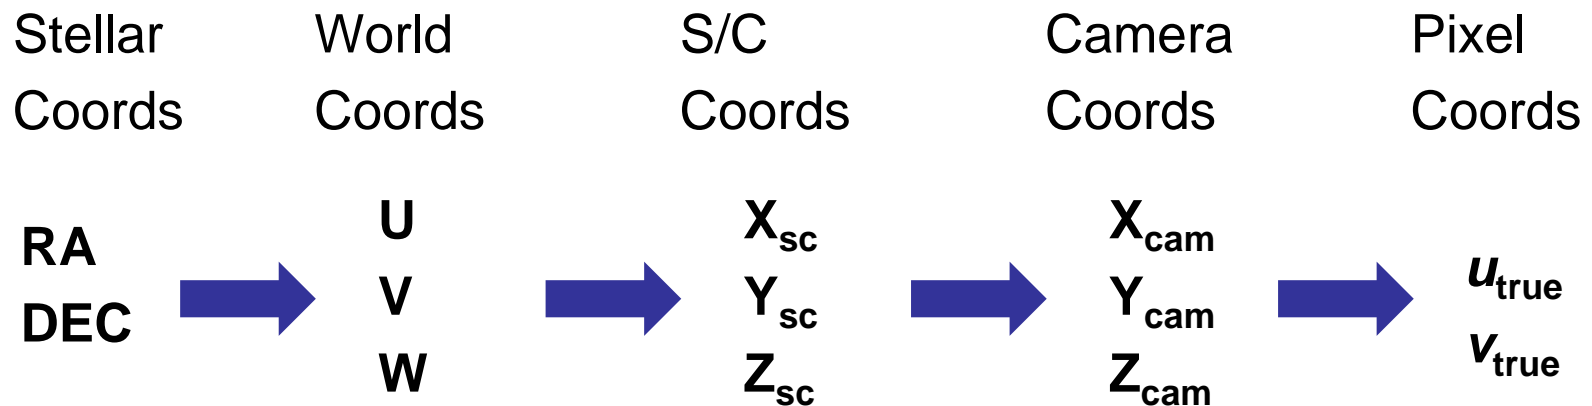 Stellar Coords
World Coords
S/C Coords
Camera Coords
Pixel Coords
RA
DEC
U
V
W
Xsc
Ysc
Zsc
Xcam
Ycam
Zcam
utrue
vtrue